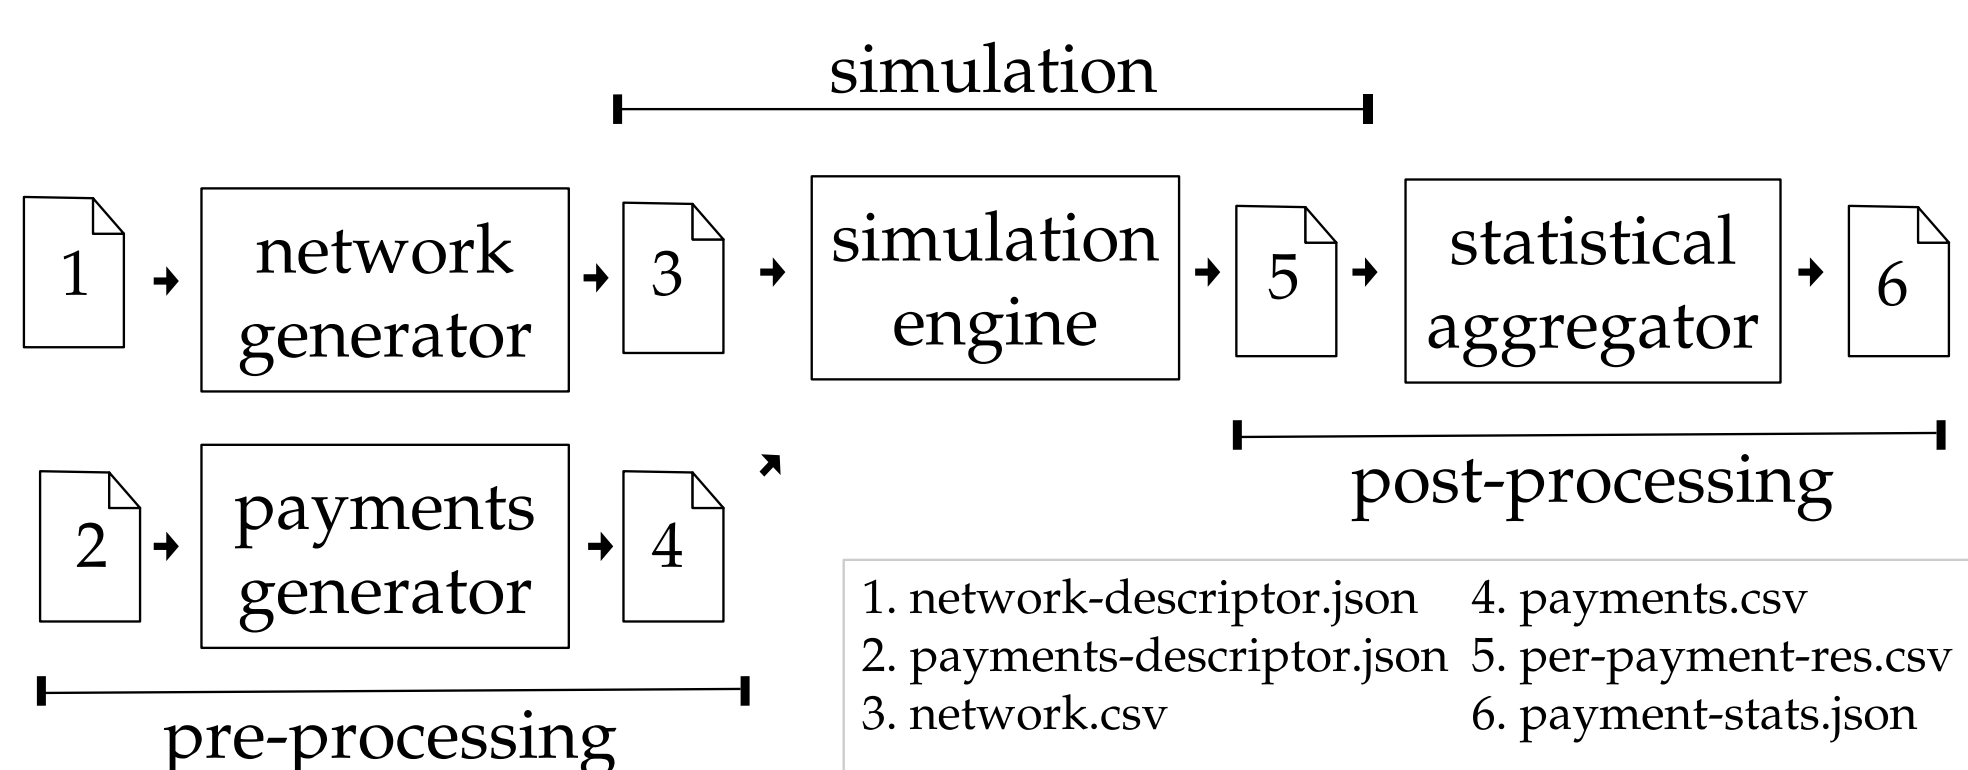 simulation
1
network
generator
3
simulation
engine
5
statistical
aggregator
6
2
payments
generator
4
post-processing
pre-processing
1. network-descriptor.json
2. payments-descriptor.json
3. network.csv
4. payments.csv
5. per-payment-res.csv
6. payment-stats.json